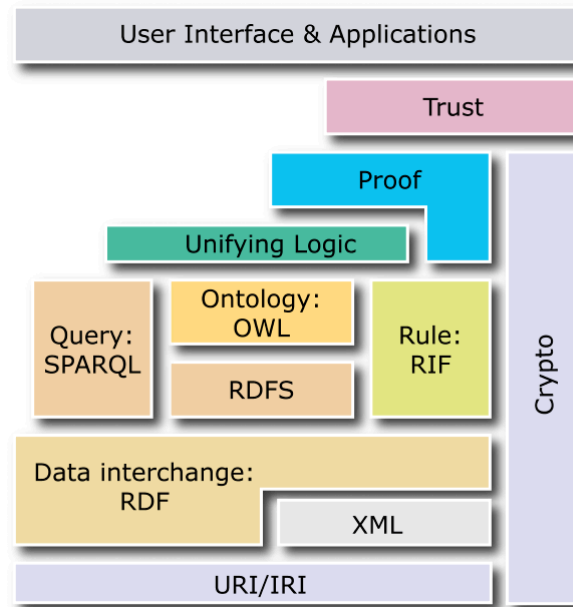 User Interface & Applications
Trust
Proof
Unifying Logic
Query:
SPARQL
Ontology:
OWL
Rule:
RIF
RDFS
Crypto
Data interchange:
RDF
XML
URI/IRI